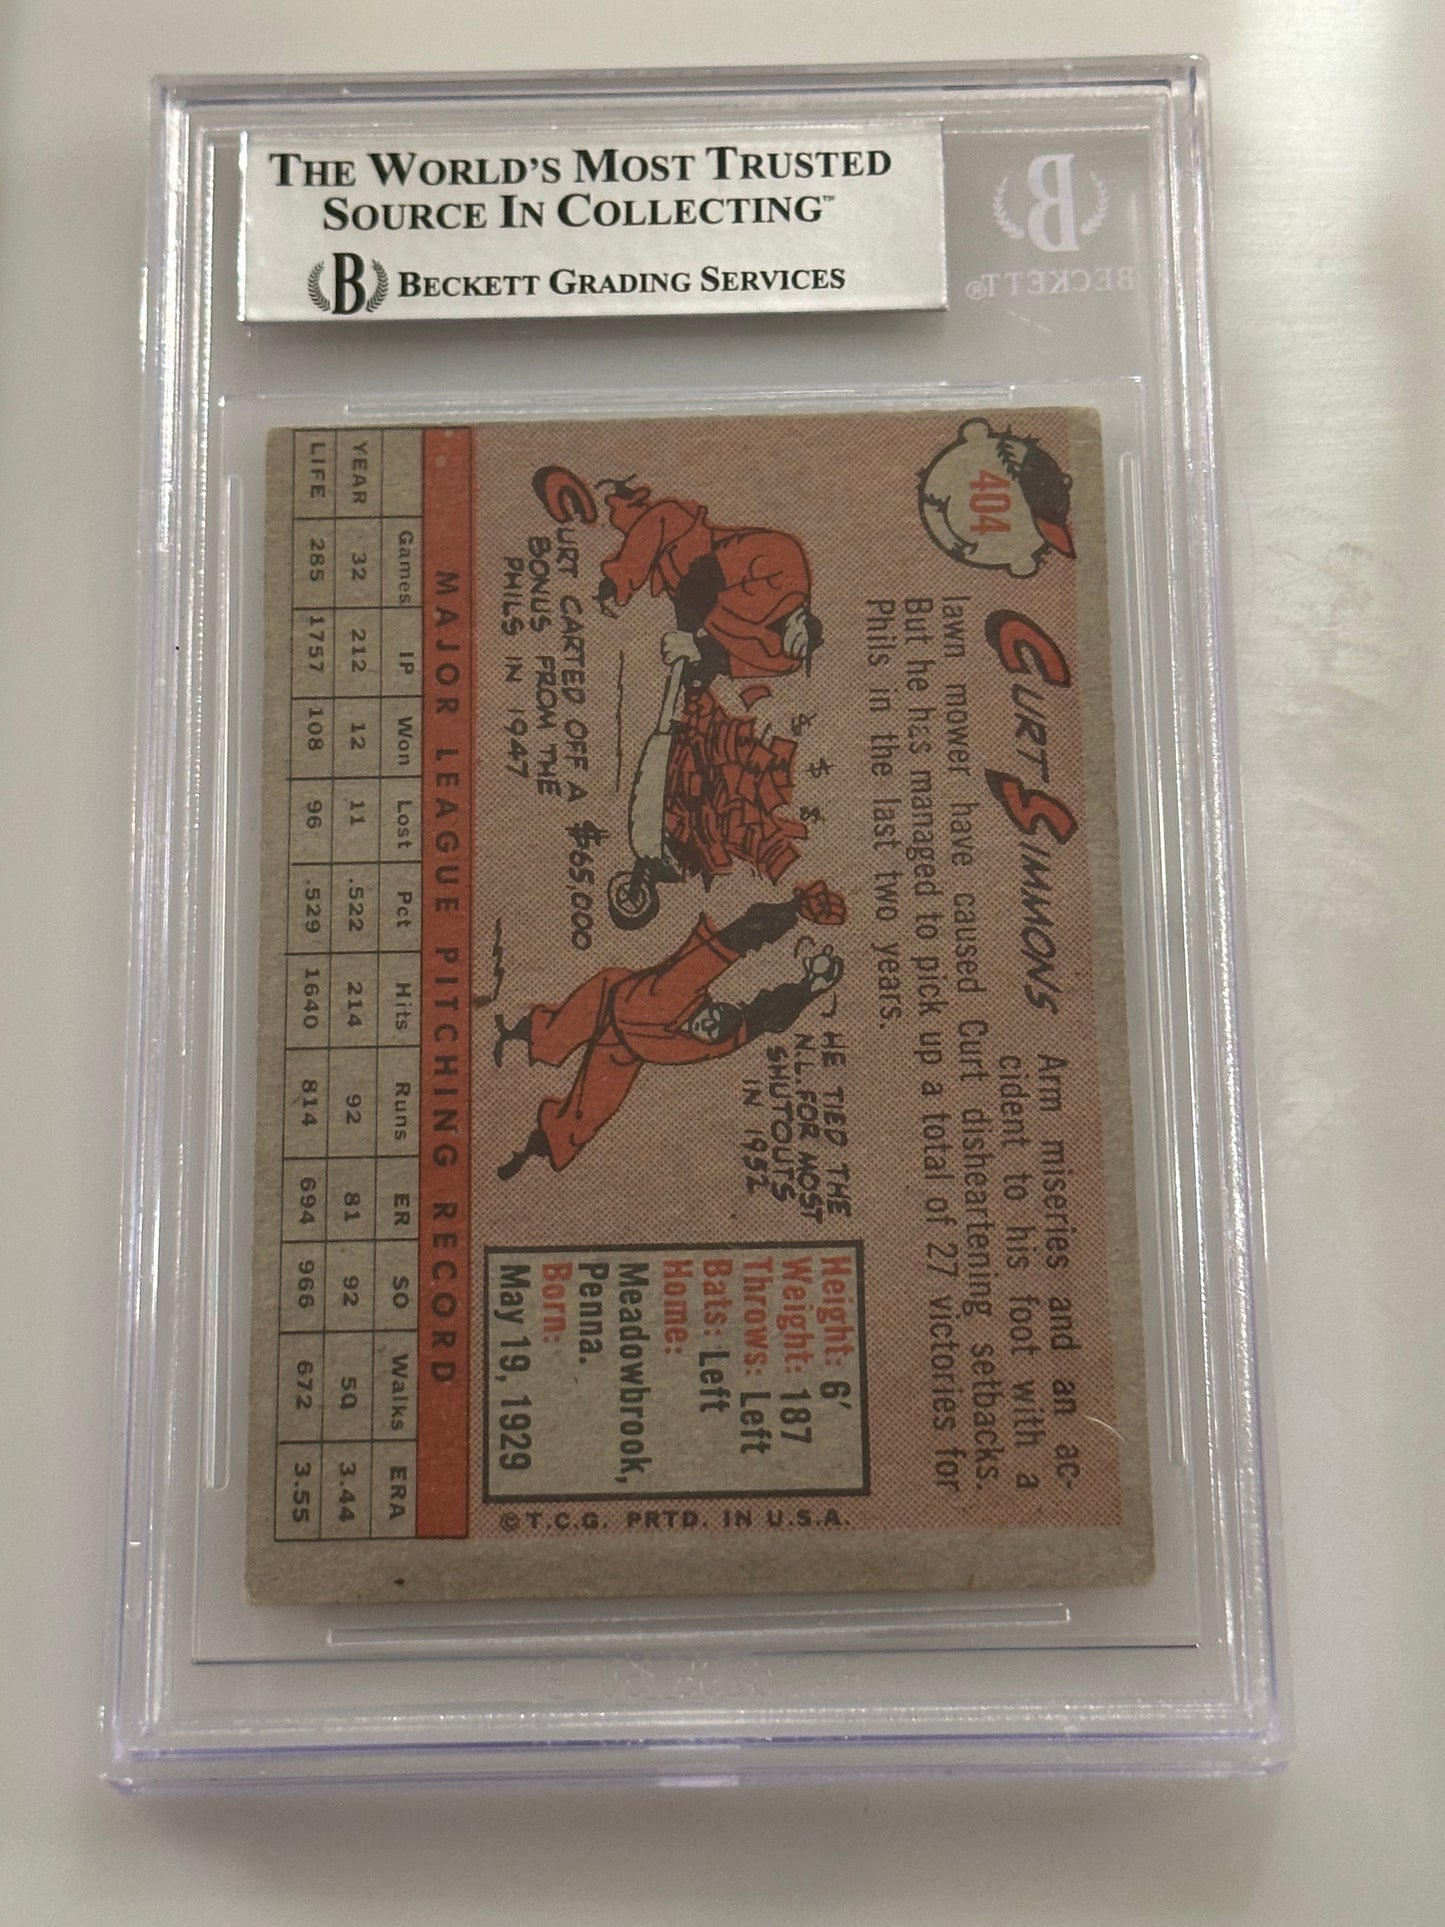 THE WORLD'S MOST TRUSTED
SOURCE IN COLLECTING™
B BECKETT GRADING SERVICES
B
BECKETT®
404
CURT SIMMONS
Arm miseries and an ac-
cident to his foot with a
lawn mower have caused Curt disheartening setbacks.
But he has managed to pick up a total of 27 victories for
Phils in the last two years.
$ $ $
CURT CARTED OFF A $65,000
BONUS FROM THE
PHILS IN 1947
HE TIED THE
N.L. FOR MOST
SHUTOUTS
IN 1952
Height: 6'
Weight: 187
Throws: Left
Bats: Left
Home:
Meadowbrook,
Penna.
Born:
May 19, 1929
©T.C.G. PRTD. IN U.S.A.
MAJOR LEAGUE PITCHING RECORD
Games IP Won Lost Pct Hits Runs ER SO Walks ERA
YEAR 32 212 12 11 .522 214 92 81 92 50 3.44
LIFE 285 1757 108 96 .529 1640 814 694 966 672 3.55